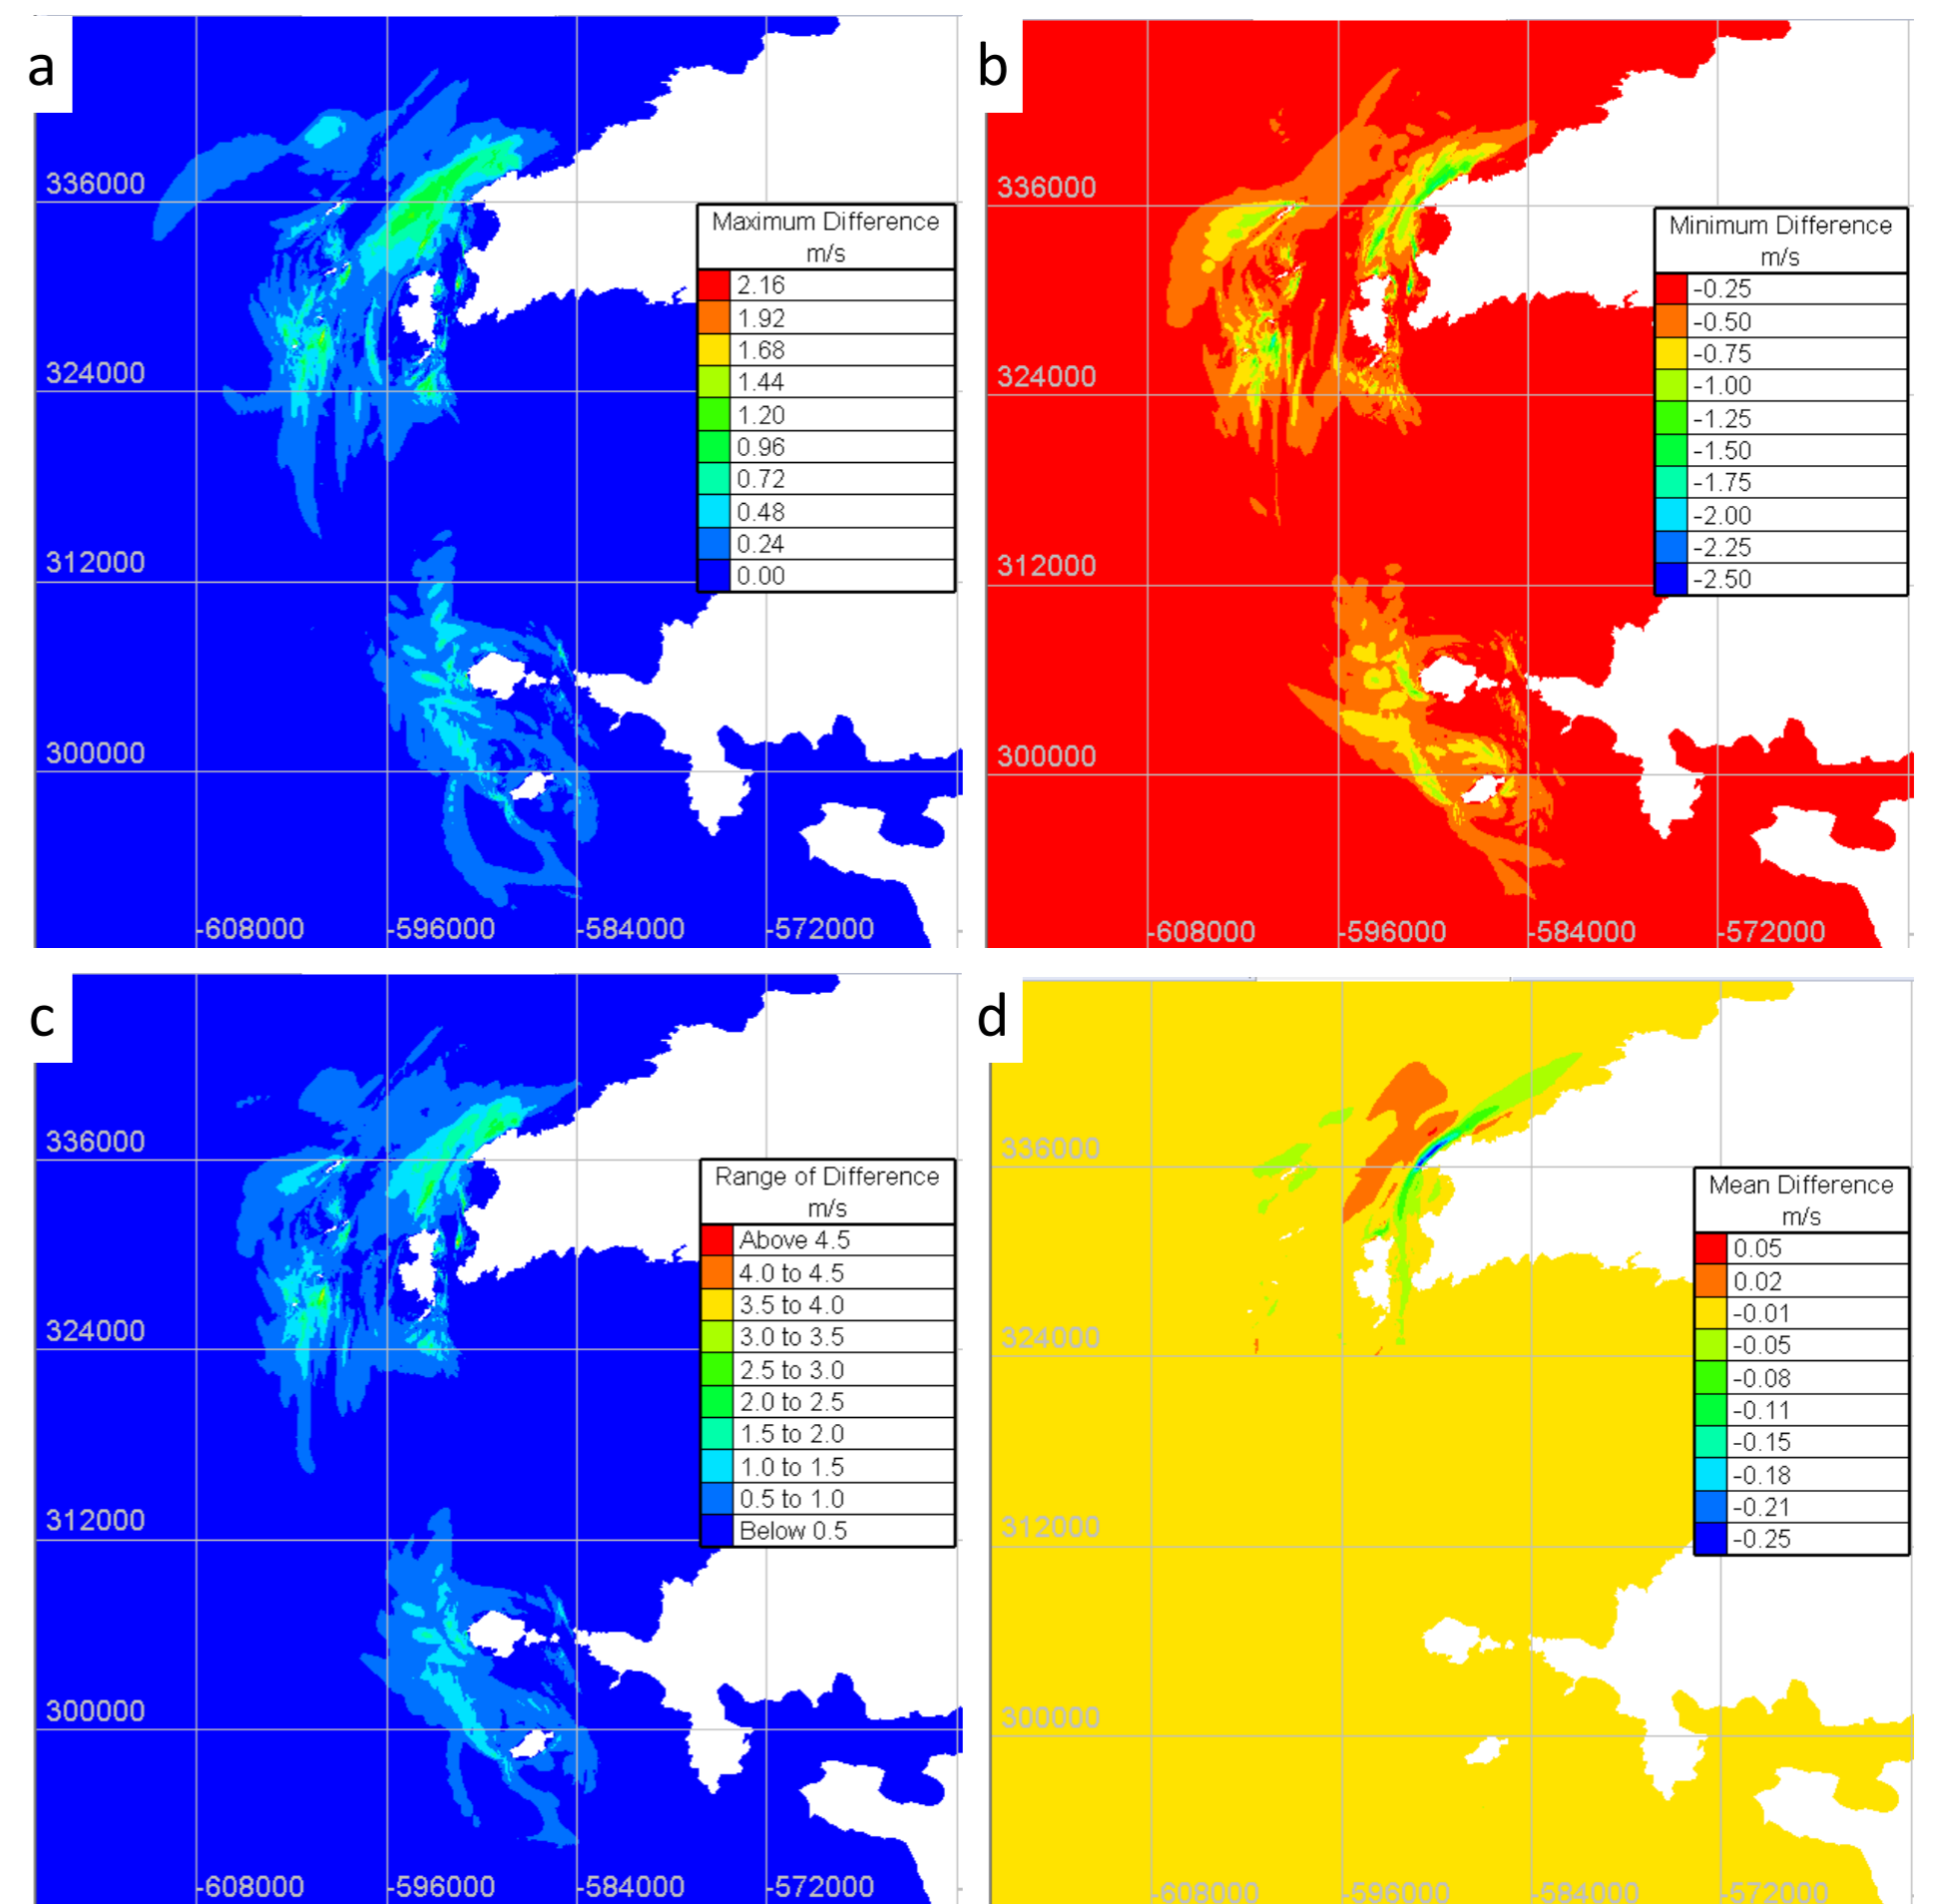 a
336000
324000
312000
300000
-608000
-596000
-584000
-572000
Maximum Difference
m/s
2.16
1.92
1.68
1.44
1.20
0.96
0.72
0.48
0.24
0.00
b
336000
324000
312000
300000
-608000
-596000
-584000
-572000
Minimum Difference
m/s
-0.25
-0.50
-0.75
-1.00
-1.25
-1.50
-1.75
-2.00
-2.25
-2.50
c
336000
324000
312000
300000
-608000
-596000
-584000
-572000
Range of Difference
m/s
Above 4.5
4.0 to 4.5
3.5 to 4.0
3.0 to 3.5
2.5 to 3.0
2.0 to 2.5
1.5 to 2.0
1.0 to 1.5
0.5 to 1.0
Below 0.5
d
336000
324000
312000
300000
-608000
-596000
-584000
-572000
Mean Difference
m/s
0.05
0.02
-0.01
-0.05
-0.08
-0.11
-0.15
-0.18
-0.21
-0.25